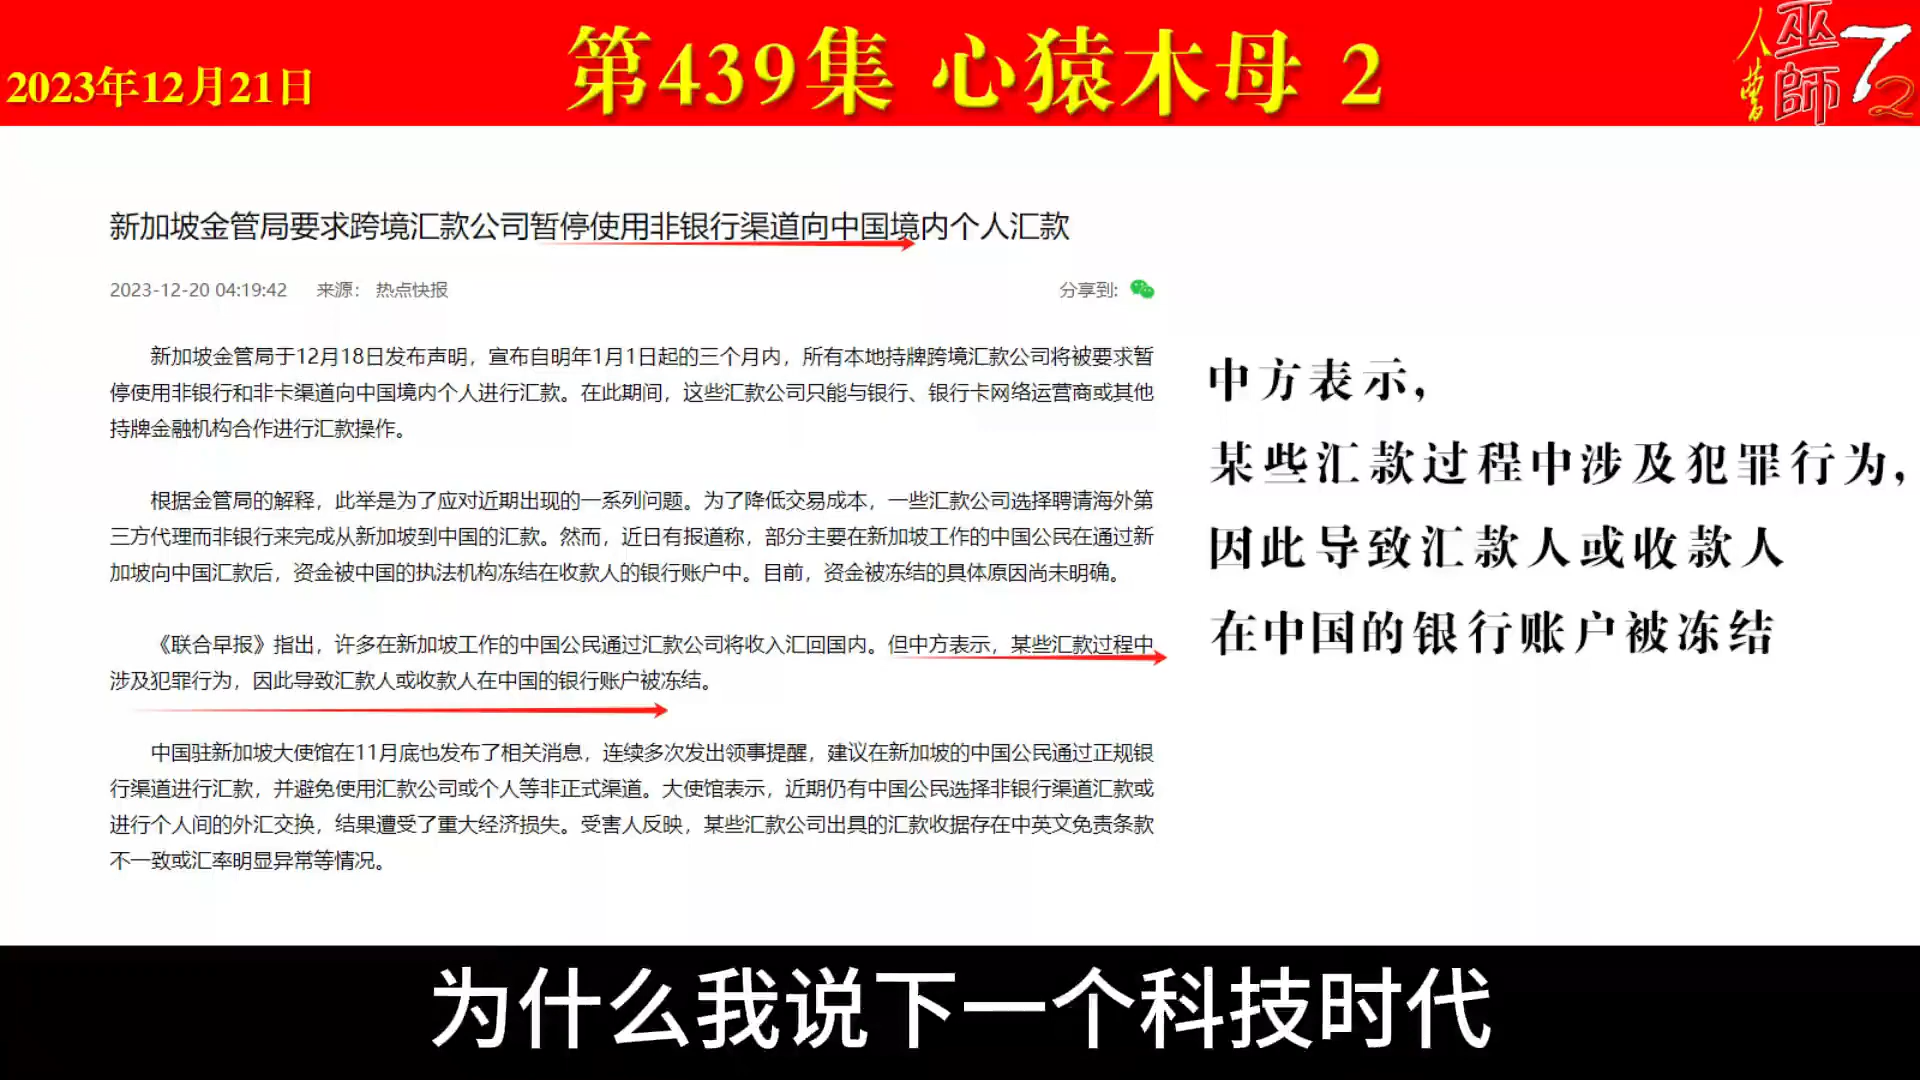 2023年12月21日
第439集 心猿木母 2
人曹
巫師
72
新加坡金管局要求跨境汇款公司暂停使用非银行渠道向中国境内个人汇款
2023-12-20 04:19:42 来源: 热点快报 分享到:
新加坡金管局于12月18日发布声明，宣布自明年1月1日起的三个月内，所有本地持牌跨境汇款公司将被要求暂
停使用非银行和非卡渠道向中国境内个人进行汇款。在此期间，这些汇款公司只能与银行、银行卡网络运营商或其他
持牌金融机构合作进行汇款操作。
根据金管局的解释，此举是为了应对近期出现的一系列问题。为了降低交易成本，一些汇款公司选择聘请海外第
三方代理而非银行来完成从新加坡到中国的汇款。然而，近日有报道称，部分主要在新加坡工作的中国公民在通过新
加坡向中国汇款后，资金被中国的执法机构冻结在收款人的银行账户中。目前，资金被冻结的具体原因尚未明确。
《联合早报》指出，许多在新加坡工作的中国公民通过汇款公司将收入汇回国内。但中方表示，某些汇款过程中
涉及犯罪行为，因此导致汇款人或收款人在中国的银行账户被冻结。
中国驻新加坡大使馆在11月底也发布了相关消息，连续多次发出领事提醒，建议在新加坡的中国公民通过正规银
行渠道进行汇款，并避免使用汇款公司或个人等非正式渠道。大使馆表示，近期仍有中国公民选择非银行渠道汇款或
进行个人间的外汇交换，结果遭受了重大经济损失。受害人反映，某些汇款公司出具的汇款收据存在中英文免责条款
不一致或汇率明显异常等情况。
中方表示，
某些汇款过程中涉及犯罪行为，
因此导致汇款人或收款人
在中国的银行账户被冻结
为什么我说下一个科技时代